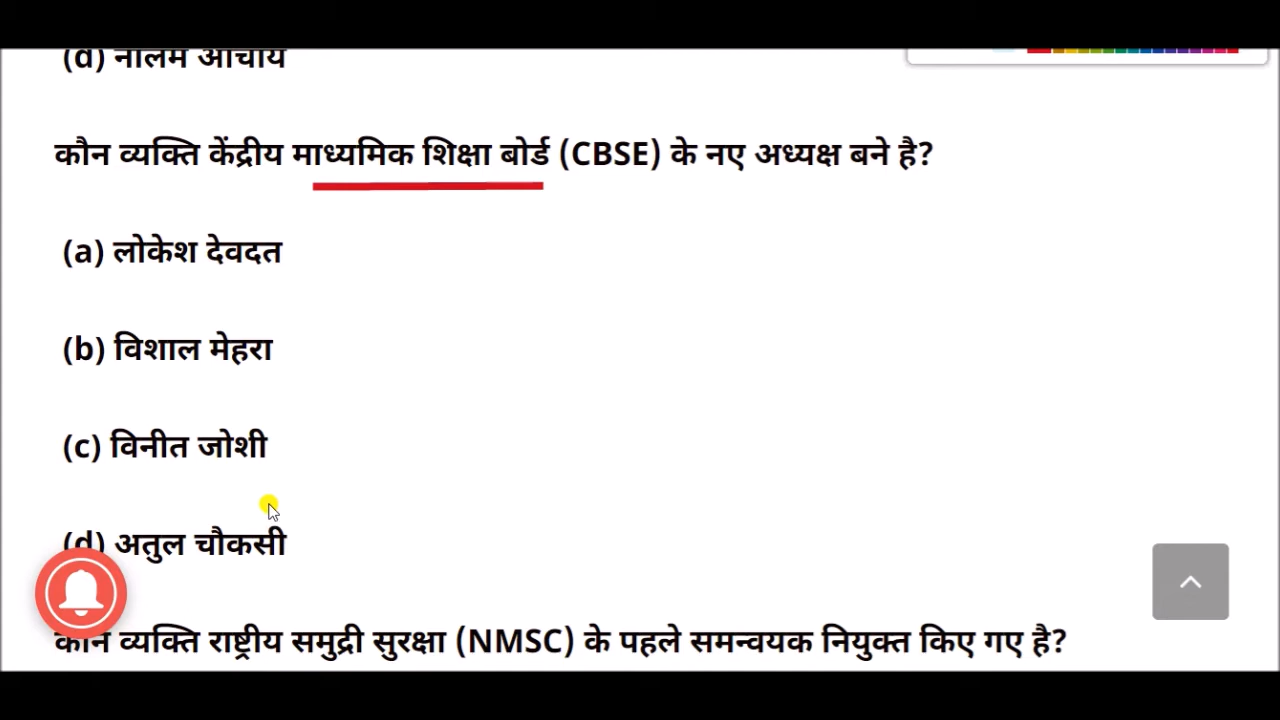 (d) नीलम आचार्य
कौन व्यक्ति केंद्रीय माध्यमिक शिक्षा बोर्ड (CBSE) के नए अध्यक्ष बने है?
(a) लोकेश देवदत
(b) विशाल मेहरा
(c) विनीत जोशी
(d) अतुल चौकसी
कौन व्यक्ति राष्ट्रीय समुद्री सुरक्षा (NMSC) के पहले समन्वयक नियुक्त किए गए है?